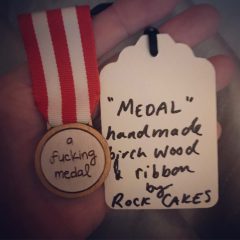 a
fucking
medal
"MEDAL"
handmade
birch wood
& ribbon
by
ROCK CAKES